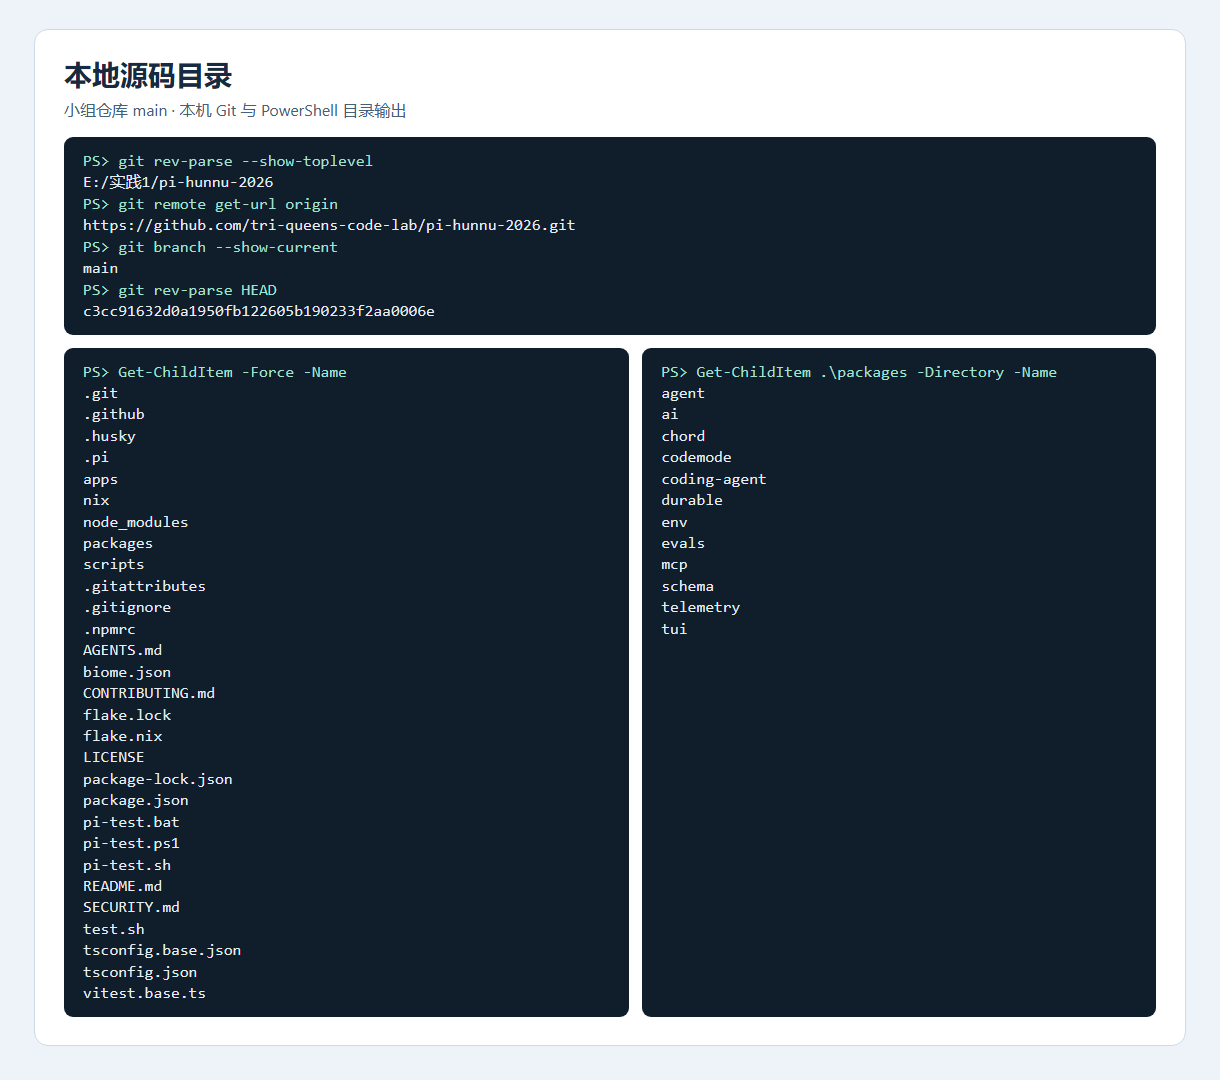 本地源码目录
小组仓库 main · 本机 Git 与 PowerShell 目录输出
PS> git rev-parse --show-toplevel
E:/实践1/pi-hunnu-2026
PS> git remote get-url origin
https://github.com/tri-queens-code-lab/pi-hunnu-2026.git
PS> git branch --show-current
main
PS> git rev-parse HEAD
c3cc91632d0a1950fb122605b190233f2aa0006e
PS> Get-ChildItem -Force -Name
.git
.github
.husky
.pi
apps
nix
node_modules
packages
scripts
.gitattributes
.gitignore
.npmrc
AGENTS.md
biome.json
CONTRIBUTING.md
flake.lock
flake.nix
LICENSE
package-lock.json
package.json
pi-test.bat
pi-test.ps1
pi-test.sh
README.md
SECURITY.md
test.sh
tsconfig.base.json
tsconfig.json
vitest.base.ts
PS> Get-ChildItem .\packages -Directory -Name
agent
ai
chord
codemode
coding-agent
durable
env
evals
mcp
schema
telemetry
tui